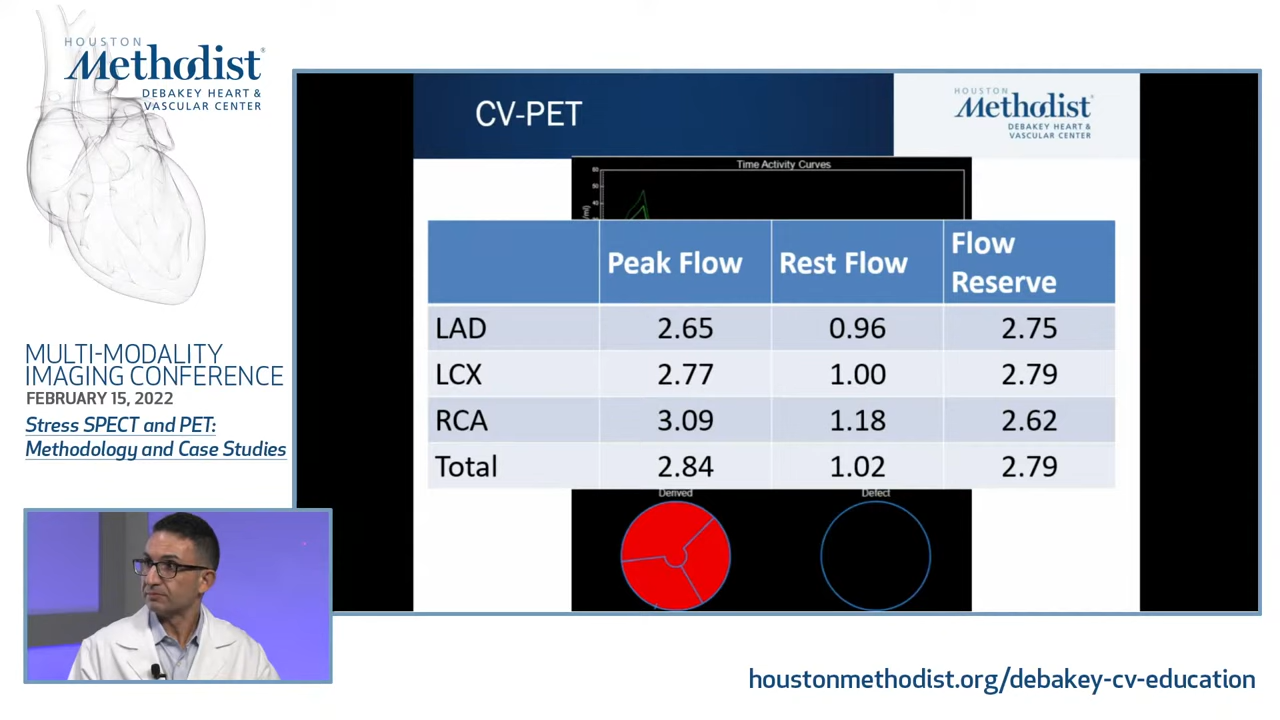 HOUSTON
Methodist
DEBAKEY HEART &
VASCULAR CENTER
MULTI-MODALITY
IMAGING CONFERENCE
FEBRUARY 15, 2022
Stress SPECT and PET:
Methodology and Case Studies
CV-PET
HOUSTON
Methodist
DEBAKEY HEART &
VASCULAR CENTER
Time Activity Curves
Peak Flow Rest Flow Flow Reserve
LAD 2.65 0.96 2.75
LCX 2.77 1.00 2.79
RCA 3.09 1.18 2.62
Total 2.84 1.02 2.79
Derived Defect
houstonmethodist.org/debakey-cv-education